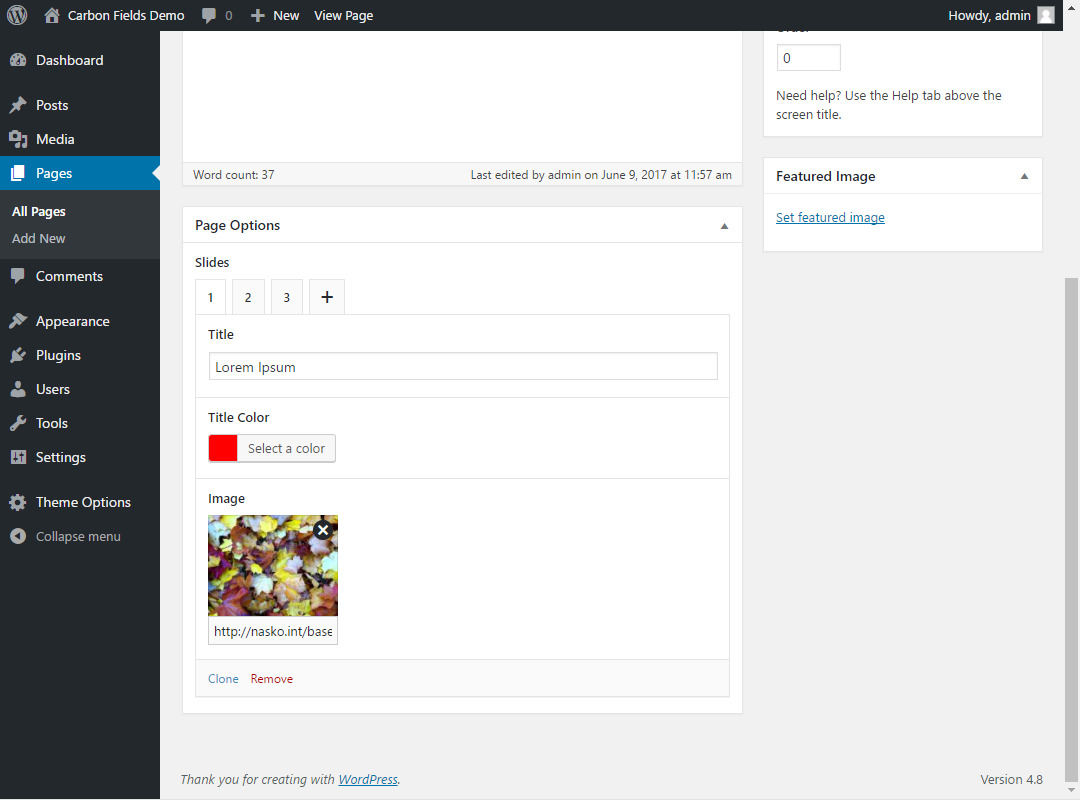 Carbon Fields Demo 0 New View Page Howdy, admin
Dashboard
Posts
Media
Pages
All Pages
Add New
Comments
Appearance
Plugins
Users
Tools
Settings
Theme Options
Collapse menu
Word count: 37 Last edited by admin on June 9, 2017 at 11:57 am
Page Options
Slides
1 2 3 +
Title
Lorem Ipsum
Title Color
Select a color
Image
http://nasko.int/base
Clone Remove
Order
0
Need help? Use the Help tab above the
screen title.
Featured Image
Set featured image
Thank you for creating with WordPress. Version 4.8